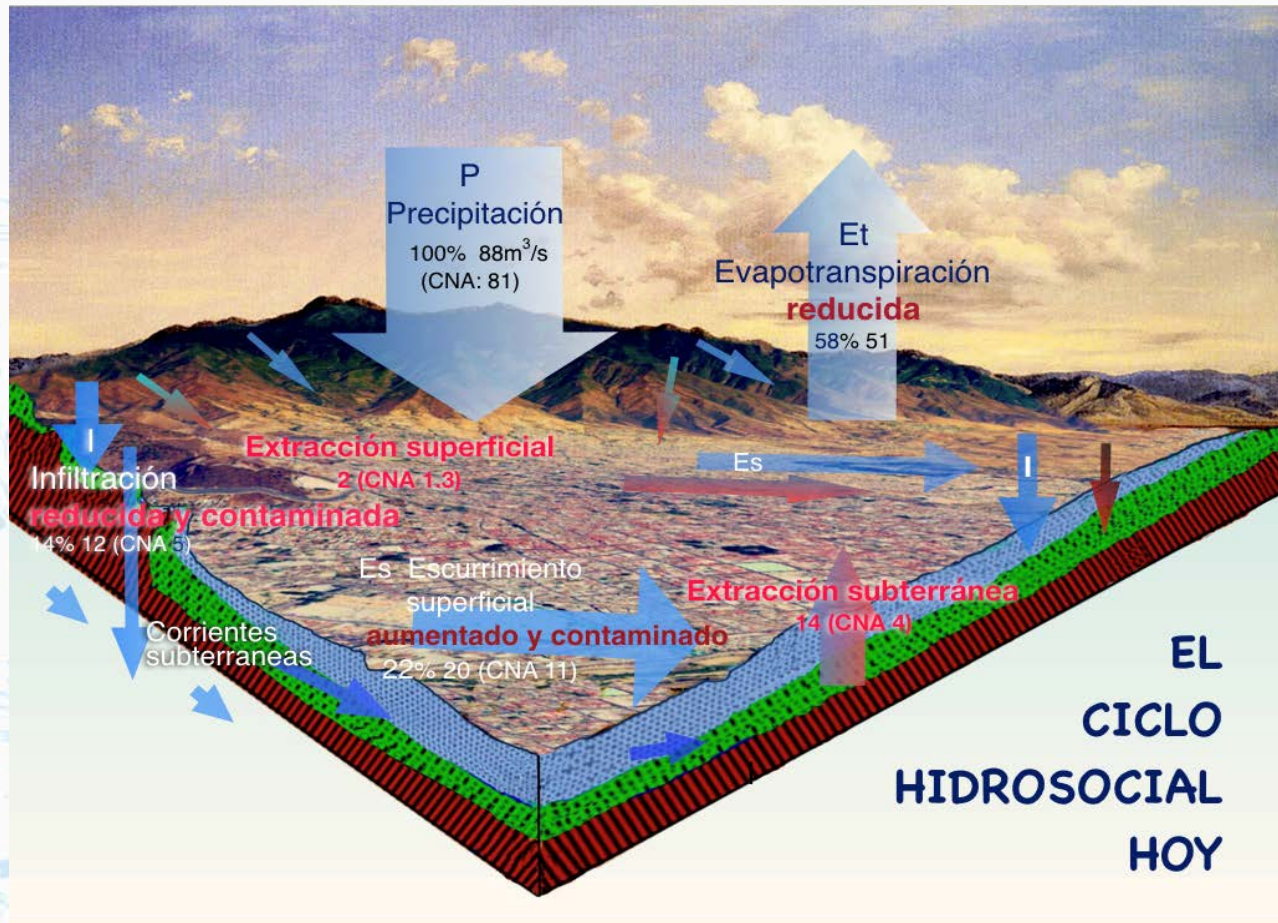 P
Precipitación
100% 88m³/s
(CNA: 81)
Et
Evapotranspiración
reducida
58% 51
I
Infiltración
reducida y contaminada
14% 12 (CNA 5)
Extracción superficial
2 (CNA 1.3)
Es
I
Es Escurrimiento
superficial
aumentado y contaminado
22% 20 (CNA 11)
Extracción subterránea
14 (CNA 4)
Corrientes
subterraneas
EL
CICLO
HIDROSOCIAL
HOY